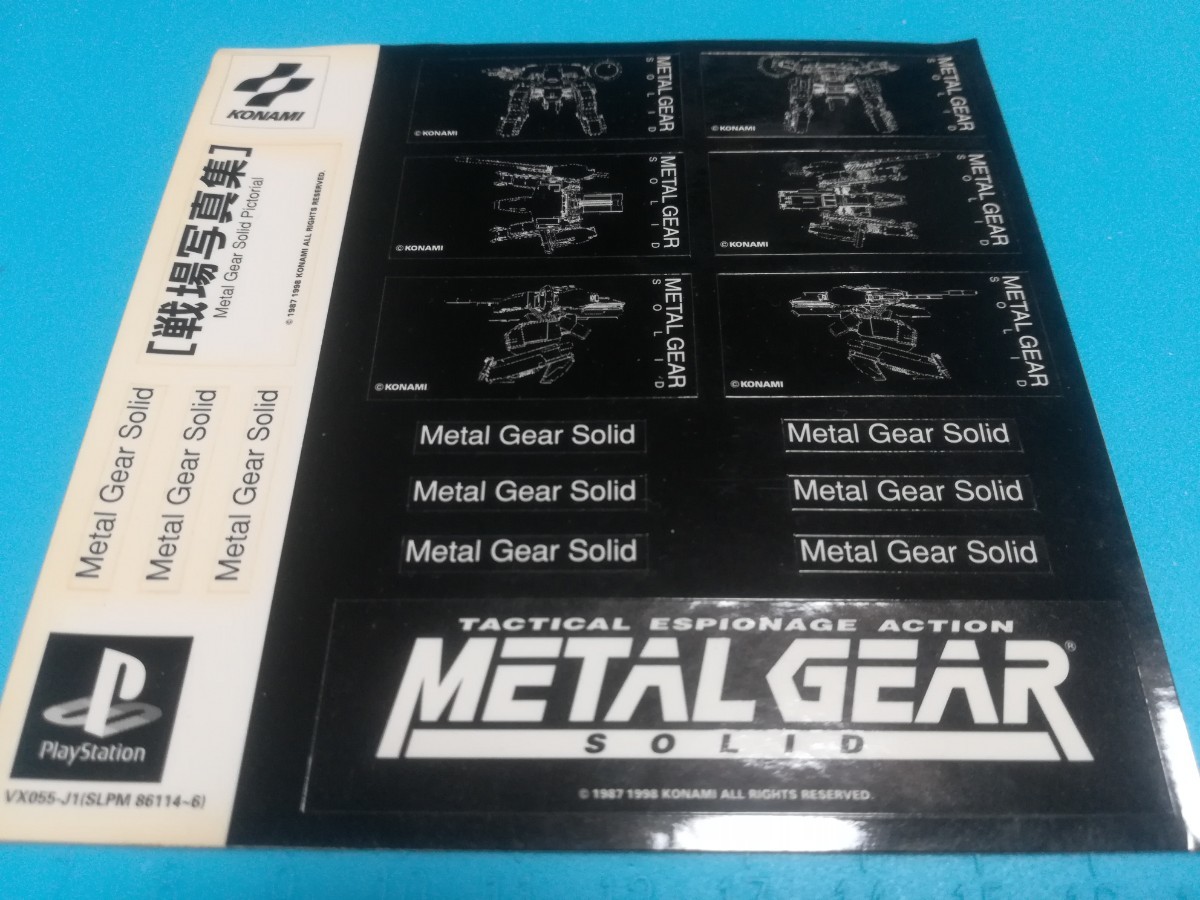 KONAMI
[戦場写真集]
Metal Gear Solid Pictorial
© 1987 1998 KONAMI ALL RIGHTS RESERVED.
Metal Gear Solid
Metal Gear Solid
Metal Gear Solid
PlayStation
VX055-J1(SLPM 86114~6)
METAL GEAR
SOLID
©KONAMI
METAL GEAR
SOLID
©KONAMI
METAL GEAR
SOLID
©KONAMI
METAL GEAR
SOLID
©KONAMI
METAL GEAR
SOLID
©KONAMI
METAL GEAR
SOLID
©KONAMI
Metal Gear Solid
Metal Gear Solid
Metal Gear Solid
Metal Gear Solid
Metal Gear Solid
Metal Gear Solid
TACTICAL ESPIONAGE ACTION
METAL GEAR®
SOLID
© 1987 1998 KONAMI ALL RIGHTS RESERVED.